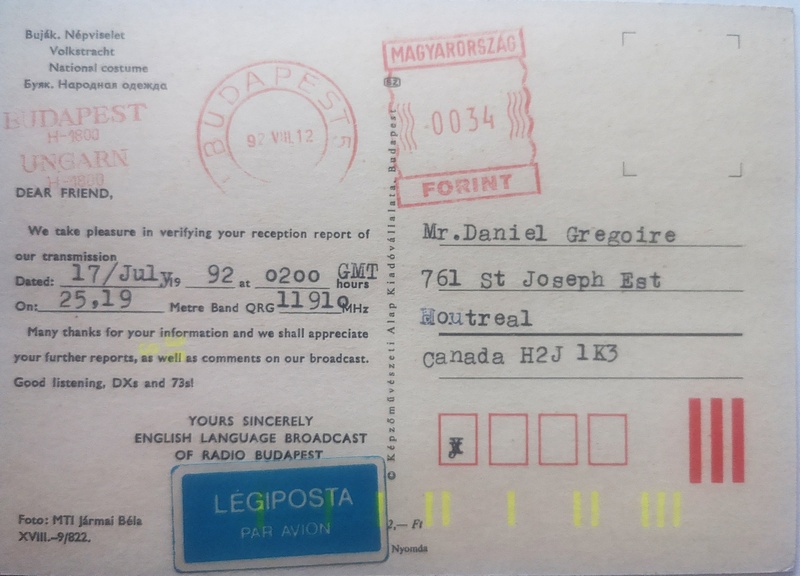 Buják. Népviselet
Volkstracht
National costume
Буяк. Народная одежда
BUDAPEST
H-1800
UNGARN
H-1800
BUDAPEST 5
92 VIII. 12
MAGYARORSZÁG
0034
FORINT
DEAR FRIEND,
We take pleasure in verifying your reception report of
our transmission
Dated: 17/July 19 92 at 0200 GMT hours
On: 25,19 Metre Band QRG 11910 MHz
Many thanks for your information and we shall appreciate
your further reports, as well as comments on our broadcast.
Good listening, DXs and 73s!
YOURS SINCERELY
ENGLISH LANGUAGE BROADCAST
OF RADIO BUDAPEST
LÉGIPOSTA
PAR AVION
Foto: MTI Jármai Béla
XVIII.—9/822.
© Képzőművészeti Alap Kiadóvállalata, Budapest
2,— Ft
Nyomda
Mr.Daniel Gregoire
761 St Joseph Est
Montreal
Canada H2J 1K3